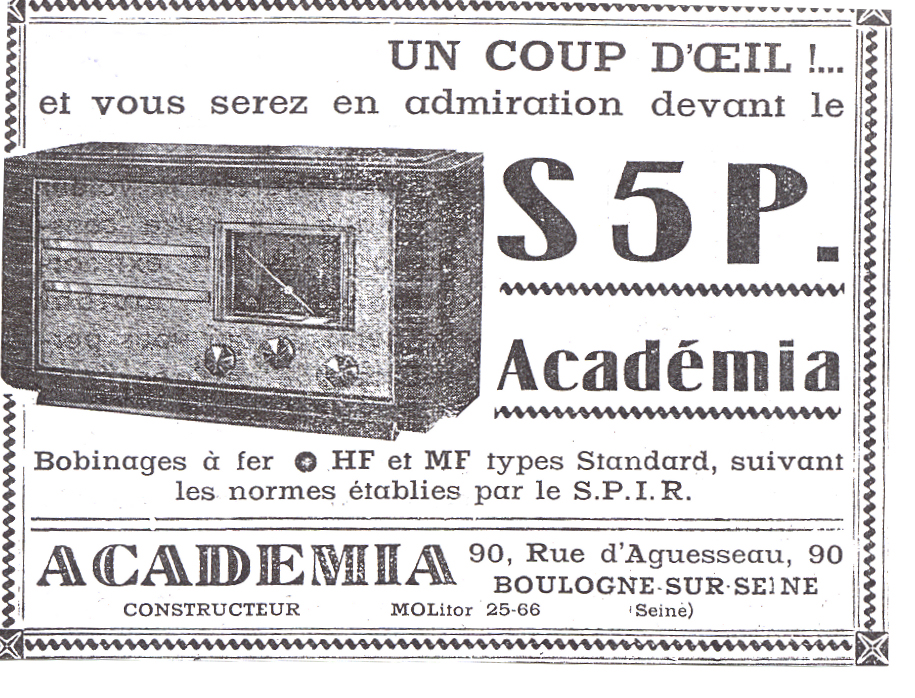 UN COUP D'ŒIL !...
et vous serez en admiration devant le
S5P.
Académia
Bobinages à fer HF et MF types Standard, suivant
les normes établies par le S.P.I.R.
ACADEMIA 90, Rue d'Aguesseau, 90
BOULOGNE-SUR-SEINE
CONSTRUCTEUR MOLitor 25-66 (Seine)